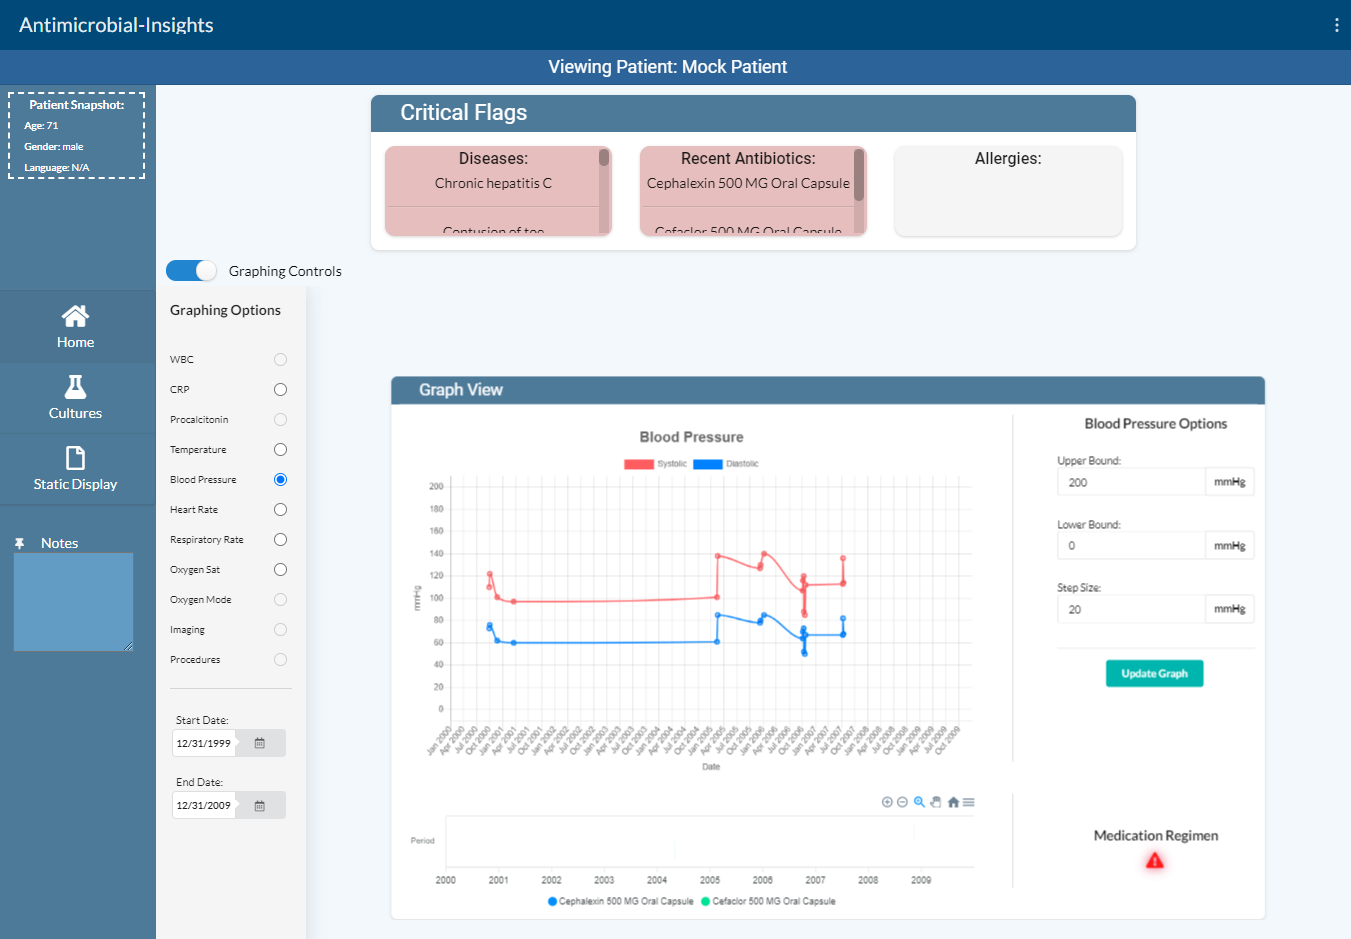 Antimicrobial-Insights
Viewing Patient: Mock Patient
Patient Snapshot:
Age: 71
Gender: male
Language: N/A
Critical Flags
Diseases:
Chronic hepatitis C
Contusion of toe
Recent Antibiotics:
Cephalexin 500 MG Oral Capsule
Cefaclor 500 MG Oral Capsule
Allergies:
Graphing Controls
Home
Cultures
Static Display
Notes
Graphing Options
WBC
CRP
Procalcitonin
Temperature
Blood Pressure
Heart Rate
Respiratory Rate
Oxygen Sat
Oxygen Mode
Imaging
Procedures
Start Date:
12/31/1999
End Date:
12/31/2009
Graph View
Blood Pressure
Systolic Diastolic
200
180
160
140
120
100
80
60
40
20
0
mmHg
Jan 2000 Apr 2000 Jul 2000 Oct 2000 Jan 2001 Apr 2001 Jul 2001 Oct 2001 Jan 2002 Apr 2002 Jul 2002 Oct 2002 Jan 2003 Apr 2003 Jul 2003 Oct 2003 Jan 2004 Apr 2004 Jul 2004 Oct 2004 Jan 2005 Apr 2005 Jul 2005 Oct 2005 Jan 2006 Apr 2006 Jul 2006 Oct 2006 Jan 2007 Apr 2007 Jul 2007 Oct 2007 Jan 2008 Apr 2008 Jul 2008 Oct 2008 Jan 2009 Apr 2009 Jul 2009 Oct 2009
Date
Blood Pressure Options
Upper Bound:
200 mmHg
Lower Bound:
0 mmHg
Step Size:
20 mmHg
Update Graph
Period
2000 2001 2002 2003 2004 2005 2006 2007 2008 2009
Cephalexin 500 MG Oral Capsule Cefaclor 500 MG Oral Capsule
Medication Regimen